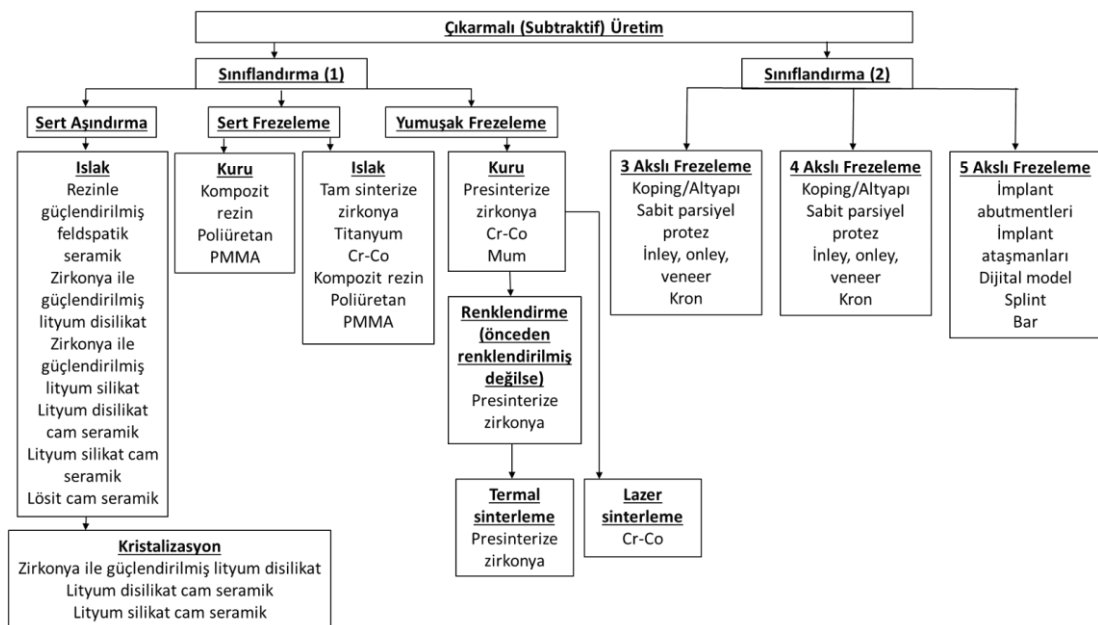 Çıkarmalı (Subtraktif) Üretim
Sınıflandırma (1)
Sınıflandırma (2)
Sert Aşındırma
Sert Frezeleme
Yumuşak Frezeleme
Islak
Rezinle
güçlendirilmiş
feldspatik
seramik
Zirkonya ile
güçlendirilmiş
lityum disilikat
Zirkonya ile
güçlendirilmiş
lityum silikat
Lityum disilikat
cam seramik
Lityum silikat cam
seramik
Lösit cam seramik
Kristalizasyon
Zirkonya ile güçlendirilmiş lityum disilikat
Lityum disilikat cam seramik
Lityum silikat cam seramik
Kuru
Kompozit
rezin
Poliüretan
PMMA
Islak
Tam sinterize
zirkonya
Titanyum
Cr-Co
Kompozit rezin
Poliüretan
PMMA
Kuru
Presinterize
zirkonya
Cr-Co
Mum
Renklendirme
(önceden
renklendirilmiş
değilse)
Presinterize
zirkonya
Termal
sinterleme
Presinterize
zirkonya
Lazer
sinterleme
Cr-Co
3 Akslı Frezeleme
Koping/Altyapı
Sabit parsiyel
protez
İnley, onley,
veneer
Kron
4 Akslı Frezeleme
Koping/Altyapı
Sabit parsiyel
protez
İnley, onley,
veneer
Kron
5 Akslı Frezeleme
İmplant
abutmentleri
İmplant
ataşmanları
Dijital model
Splint
Bar